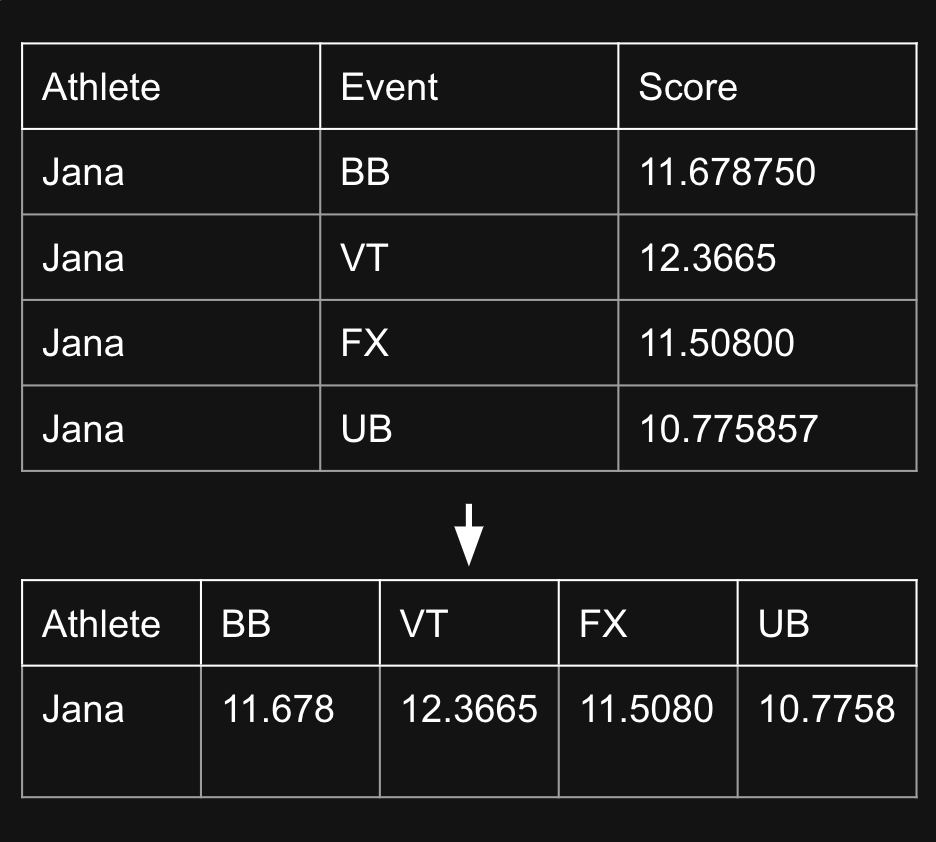 Athlete Event Score
Jana BB 11.678750
Jana VT 12.3665
Jana FX 11.50800
Jana UB 10.775857
Athlete BB VT FX UB
Jana 11.678 12.3665 11.5080 10.7758